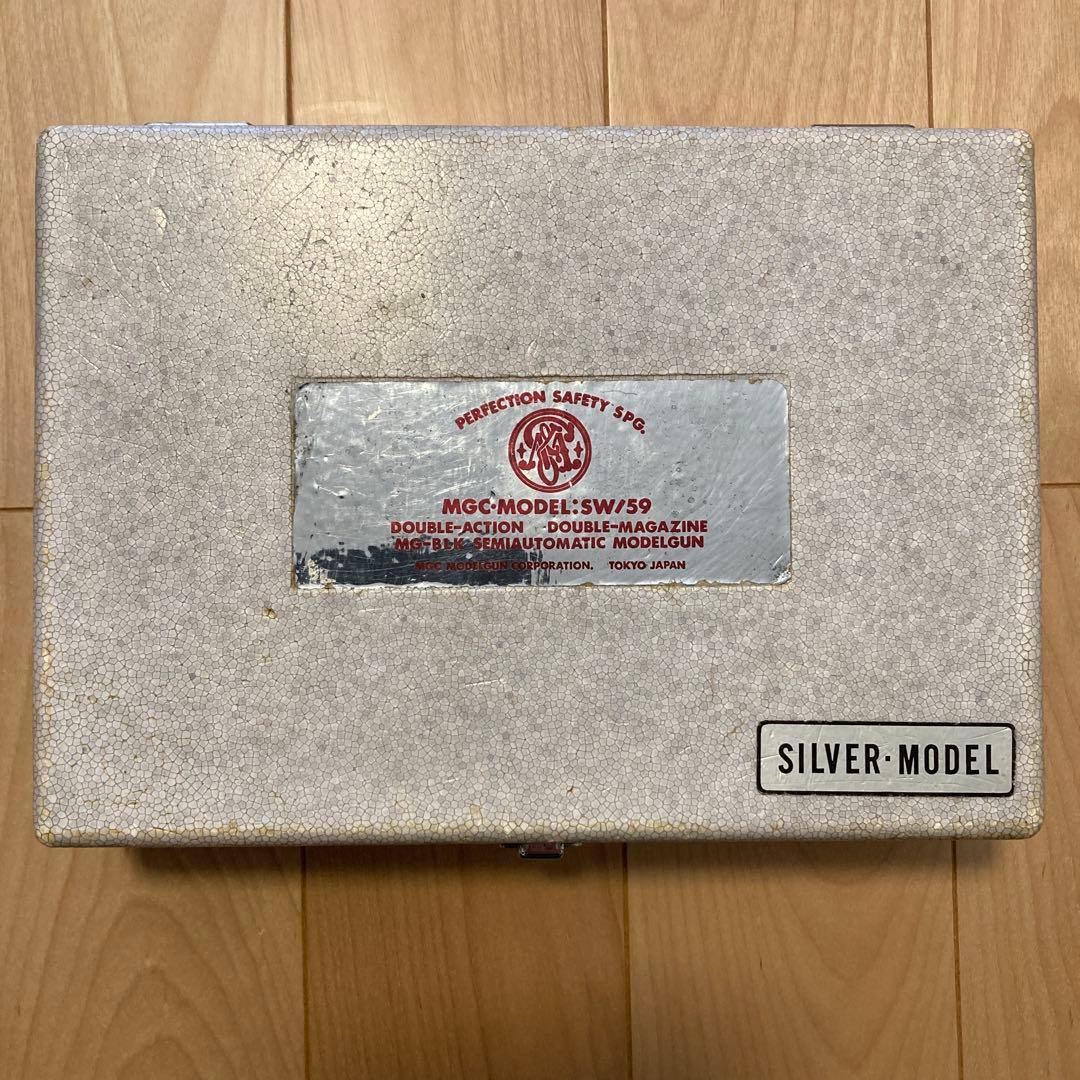 PERFECTION SAFETY SPG.
MGC·MODEL:SW/59
DOUBLE-ACTION DOUBLE-MAGAZINE
MG-BLK SEMIAUTOMATIC MODELGUN
MGC MODELGUN CORPORATION. TOKYO JAPAN
SILVER·MODEL